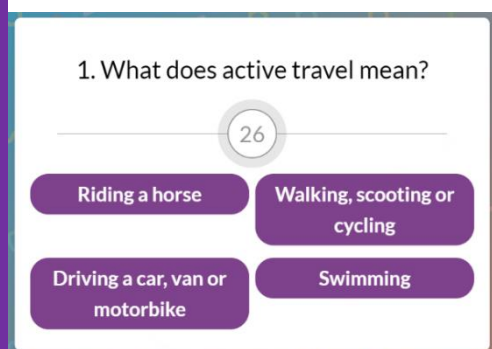 1. What does active travel mean?
26
Riding a horse
Walking, scooting or
cycling
Driving a car, van or
motorbike
Swimming